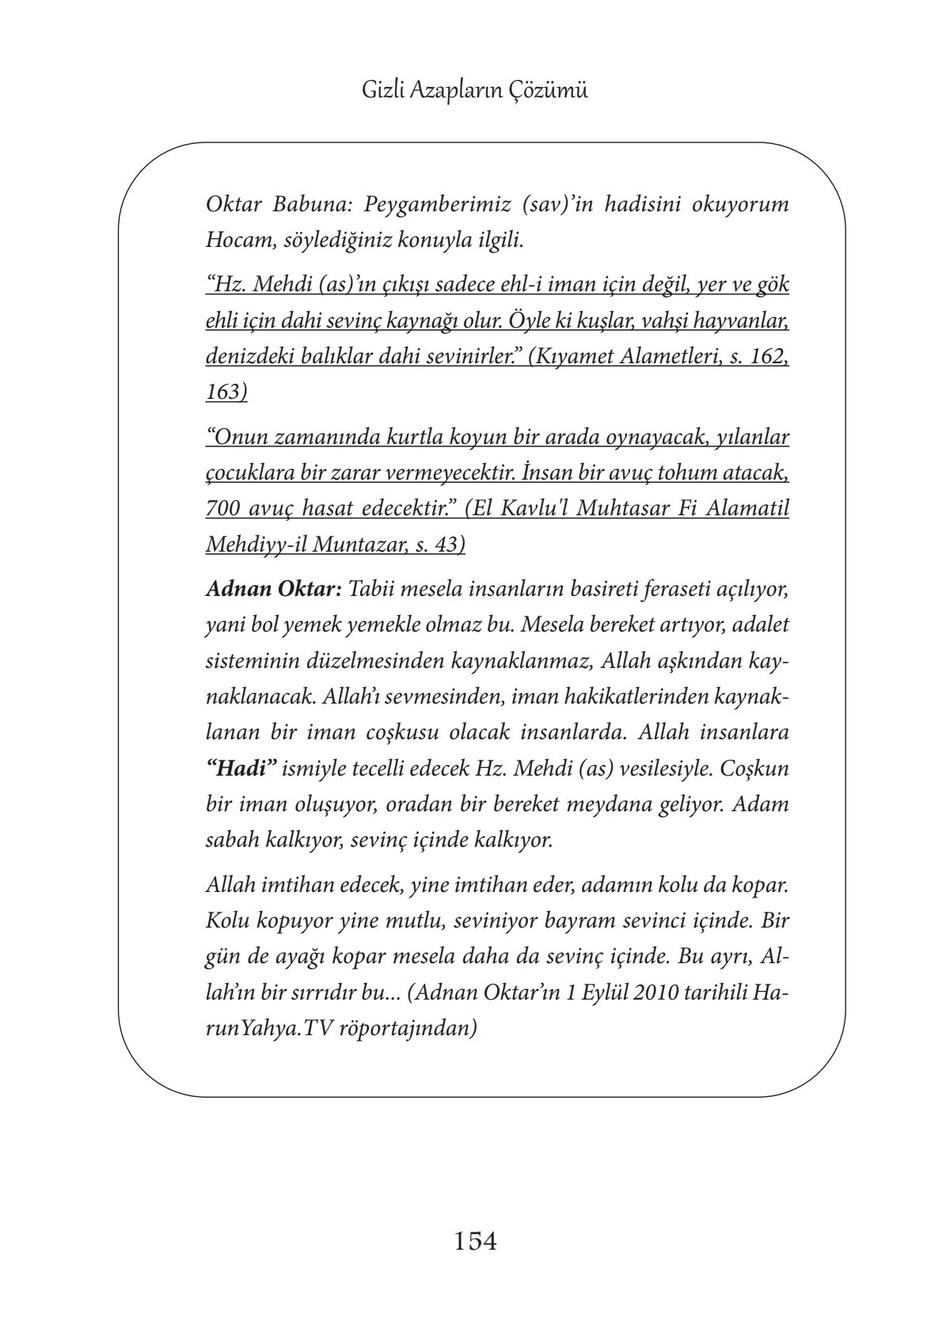 Gizli Azapların Çözümü
Oktar Babuna: Peygamberimiz (sav)’in hadisini okuyorum
Hocam, söylediğiniz konuyla ilgili.
“Hz. Mehdi (as)’ın çıkışı sadece ehl-i iman için değil, yer ve gök
ehli için dahi sevinç kaynağı olur. Öyle ki kuşlar, vahşi hayvanlar,
denizdeki balıklar dahi sevinirler.” (Kıyamet Alametleri, s. 162,
163)
“Onun zamanında kurtla koyun bir arada oynayacak, yılanlar
çocuklara bir zarar vermeyecektir. İnsan bir avuç tohum atacak,
700 avuç hasat edecektir.” (El Kavlu'l Muhtasar Fi Alamatil
Mehdiyy-il Muntazar, s. 43)
Adnan Oktar: Tabii mesela insanların basireti feraseti açılıyor,
yani bol yemek yemekle olmaz bu. Mesela bereket artıyor, adalet
sisteminin düzelmesinden kaynaklanmaz, Allah aşkından kay-
naklanacak. Allah’ı sevmesinden, iman hakikatlerinden kaynak-
lanan bir iman coşkusu olacak insanlarda. Allah insanlara
“Hadi” ismiyle tecelli edecek Hz. Mehdi (as) vesilesiyle. Coşkun
bir iman oluşuyor, oradan bir bereket meydana geliyor. Adam
sabah kalkıyor, sevinç içinde kalkıyor.
Allah imtihan edecek, yine imtihan eder, adamın kolu da kopar.
Kolu kopuyor yine mutlu, seviniyor bayram sevinci içinde. Bir
gün de ayağı kopar mesela daha da sevinç içinde. Bu ayrı, Al-
lah’ın bir sırrıdır bu... (Adnan Oktar’ın 1 Eylül 2010 tarihili Ha-
runYahya.TV röportajından)
154